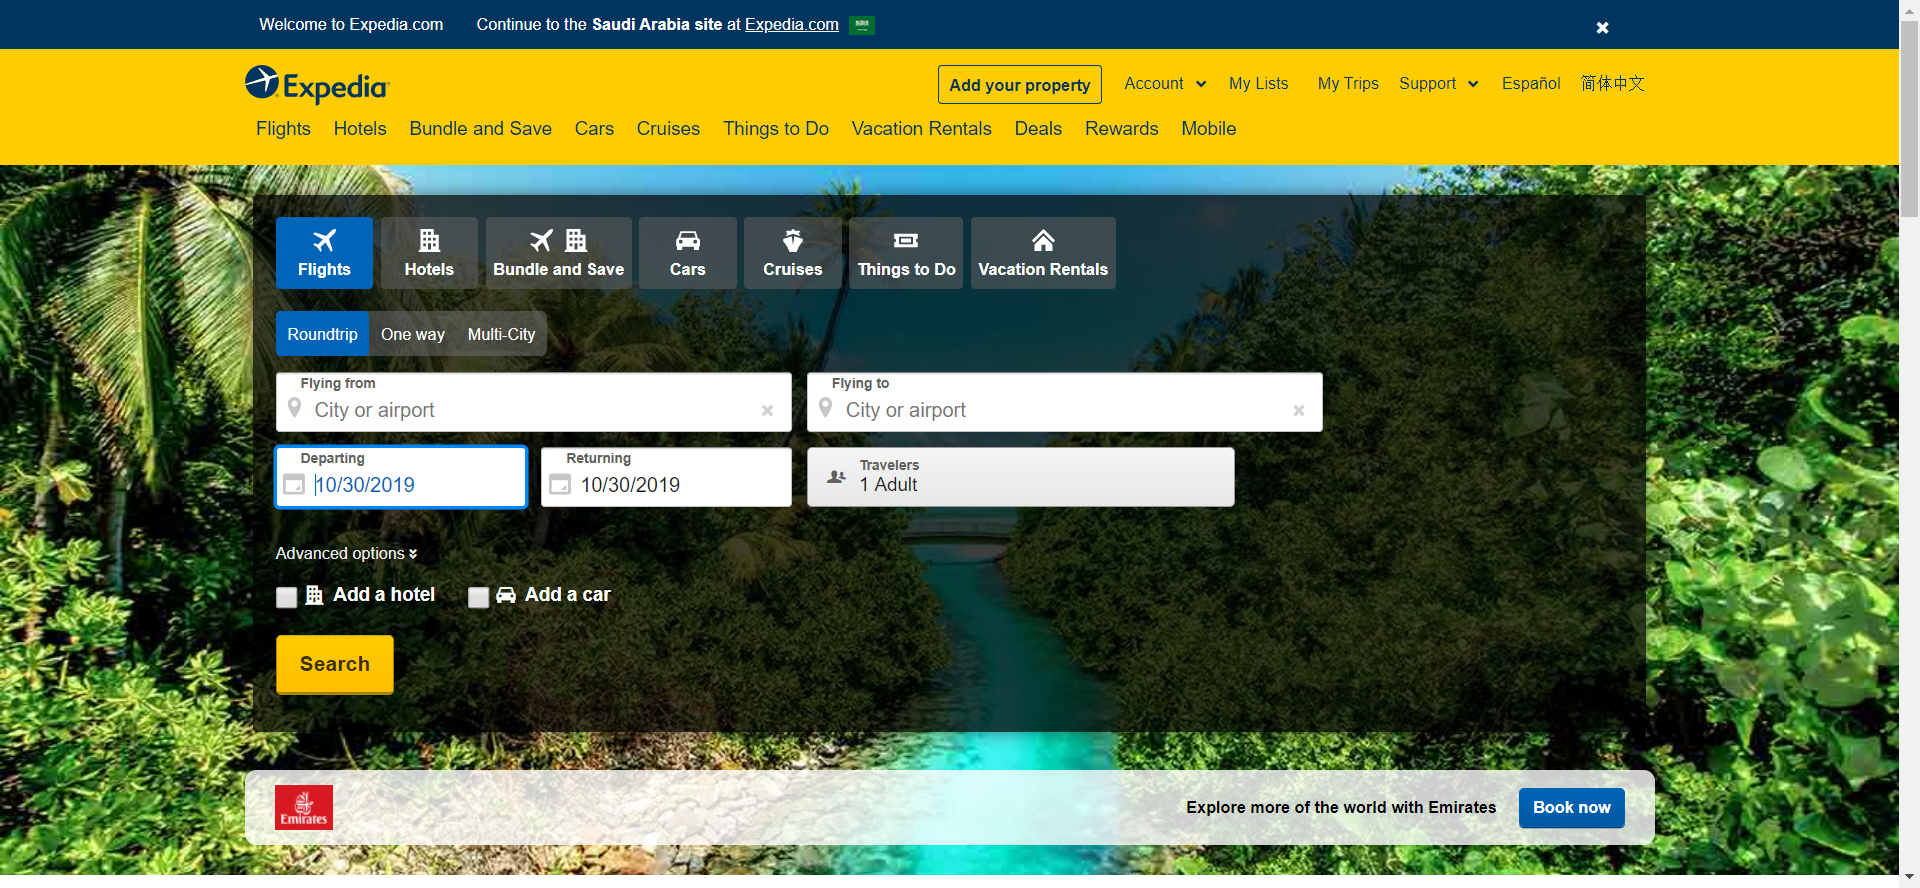 Welcome to Expedia.com Continue to the Saudi Arabia site at Expedia.com
Expedia
Add your property Account My Lists My Trips Support Español 简体中文
Flights Hotels Bundle and Save Cars Cruises Things to Do Vacation Rentals Deals Rewards Mobile
Flights Hotels Bundle and Save Cars Cruises Things to Do Vacation Rentals
Roundtrip One way Multi-City
Flying from Flying to
City or airport City or airport
Departing Returning Travelers
10/30/2019 10/30/2019 1 Adult
Advanced options
Add a hotel Add a car
Search
Emirates Explore more of the world with Emirates Book now